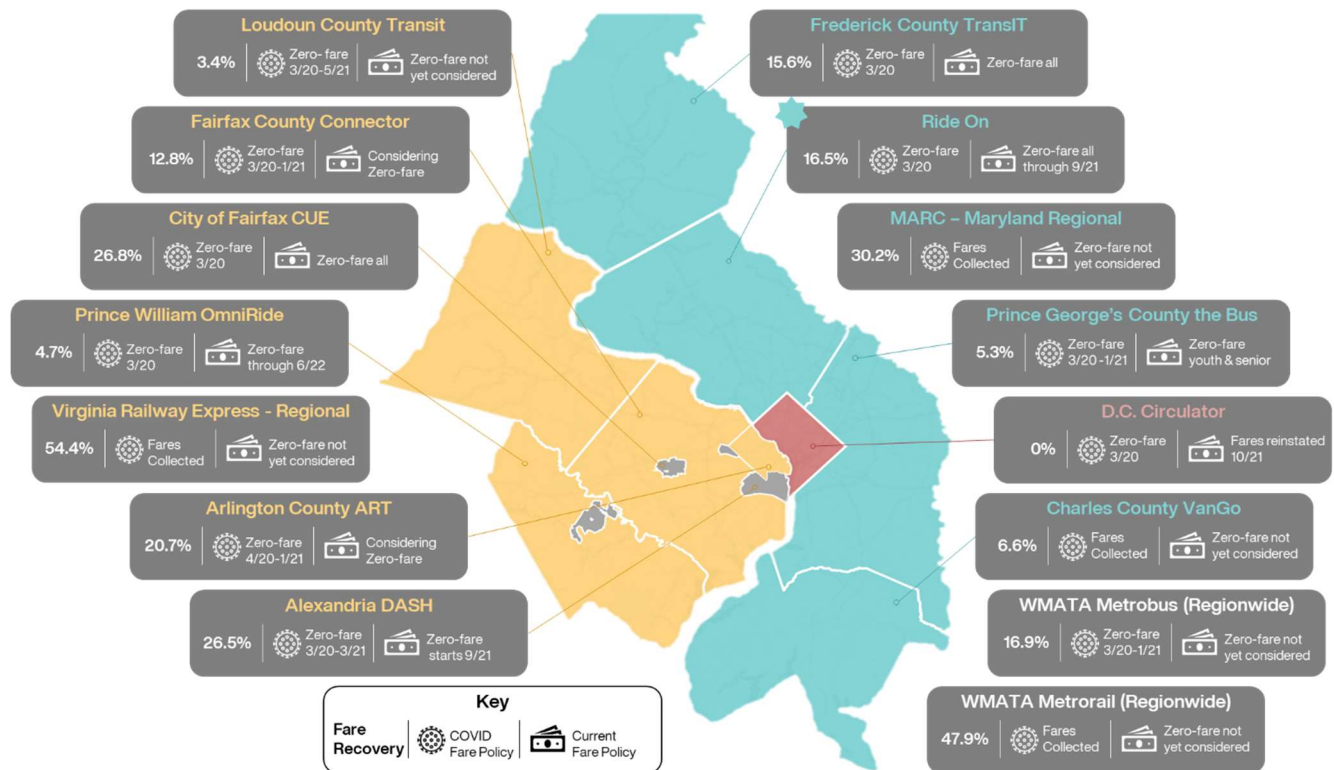 Loudoun County Transit
3.4%
Zero- fare
3/20-5/21
Zero-fare not
yet considered
Fairfax County Connector
12.8%
Zero-fare
3/20-1/21
Considering
Zero-fare
City of Fairfax CUE
26.8%
Zero-fare
3/20
Zero-fare all
Prince William OmniRide
4.7%
Zero-fare
3/20
Zero-fare
through 6/22
Virginia Railway Express - Regional
54.4%
Fares
Collected
Zero-fare not
yet considered
Arlington County ART
20.7%
Zero-fare
4/20-1/21
Considering
Zero-fare
Alexandria DASH
26.5%
Zero-fare
3/20-3/21
Zero-fare
starts 9/21
Frederick County TransIT
15.6%
Zero-fare
3/20
Zero-fare all
Ride On
16.5%
Zero-fare
3/20
Zero-fare all
through 9/21
MARC – Maryland Regional
30.2%
Fares
Collected
Zero-fare not
yet considered
Prince George's County the Bus
5.3%
Zero-fare
3/20 -1/21
Zero-fare
youth & senior
D.C. Circulator
0%
Zero-fare
3/20
Fares reinstated
10/21
Charles County VanGo
6.6%
Fares
Collected
Zero-fare not
yet considered
WMATA Metrobus (Regionwide)
16.9%
Zero-fare
3/20-1/21
Zero-fare not
yet considered
WMATA Metrorail (Regionwide)
47.9%
Fares
Collected
Zero-fare not
yet considered
Key
Fare
Recovery
COVID
Fare Policy
Current
Fare Policy